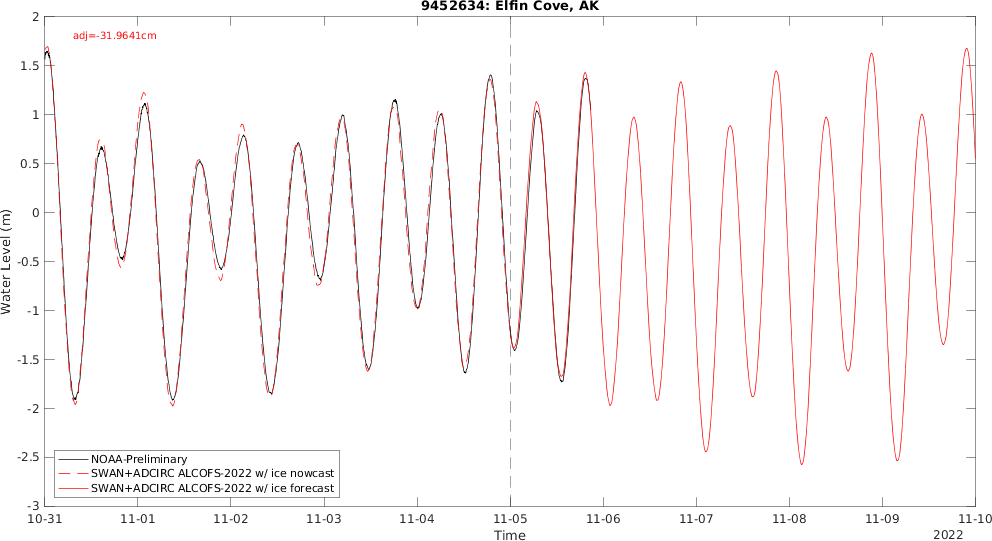 9452634: Elfin Cove, AK
adj=-31.9641cm
2
1.5
1
0.5
0
-0.5
-1
-1.5
-2
-2.5
-3
Water Level (m)
NOAA-Preliminary
SWAN+ADCIRC ALCOFS-2022 w/ ice nowcast
SWAN+ADCIRC ALCOFS-2022 w/ ice forecast
10-31 11-01 11-02 11-03 11-04 11-05 11-06 11-07 11-08 11-09 11-10
Time
2022